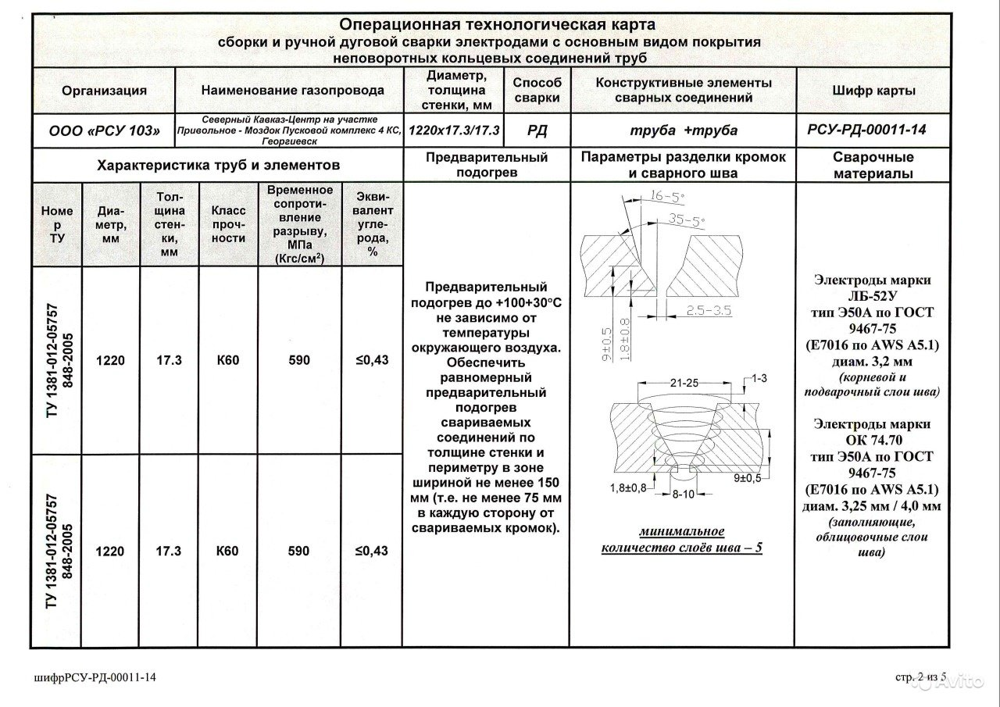 Операционная технологическая карта
сборки и ручной дуговой сварки электродами с основным видом покрытия
неповоротных кольцевых соединений труб
Организация
Наименование газопровода
Диаметр,
толщина
стенки, мм
Способ
сварки
Конструктивные элементы
сварных соединений
Шифр карты
ООО «РСУ 103»
Северный Кавказ-Центр на участке
Привольное - Моздок Пусковой комплекс 4 КС,
Георгиевск
1220х17.3/17.3
РД
труба +труба
РСУ-РД-00011-14
Характеристика труб и элементов
Предварительный
подогрев
Параметры разделки кромок
и сварного шва
Сварочные
материалы
Номе
р
ТУ
Диа-
метр,
мм
Тол-
щина
стен-
ки,
мм
Класс
проч-
ности
Временное
сопроти-
вление
разрыву,
МПа
(Кгс/см²)
Экви-
валент
угле-
рода,
%
ТУ 1381-012-05757
848-2005
1220
17.3
К60
590
≤0,43
ТУ 1381-012-05757
848-2005
1220
17.3
К60
590
≤0,43
Предварительный
подогрев до +100+30°С
не зависимо от
температуры
окружающего воздуха.
Обеспечить
равномерный
предварительный
подогрев
свариваемых
соединений по
толщине стенки и
периметру в зоне
шириной не менее 150
мм (т.е. не менее 75 мм
в каждую сторону от
свариваемых кромок).
16-5°
35-5°
2.5-3.5
9±0.5
1.8±0.8
21-25
1-3
1,8±0,8
8-10
9±0,5
минимальное
количество слоёв шва – 5
Электроды марки
ЛБ-52У
тип Э50А по ГОСТ
9467-75
(Е7016 по AWS A5.1)
диам. 3,2 мм
(корневой и
подварочный слои шва)
Электроды марки
ОК 74.70
тип Э50А по ГОСТ
9467-75
(Е7016 по AWS A5.1)
диам. 3,25 мм / 4,0 мм
(заполняющие,
облицовочные слои
шва)
шифрРСУ-РД-00011-14
стр. 2 из 5
Avito